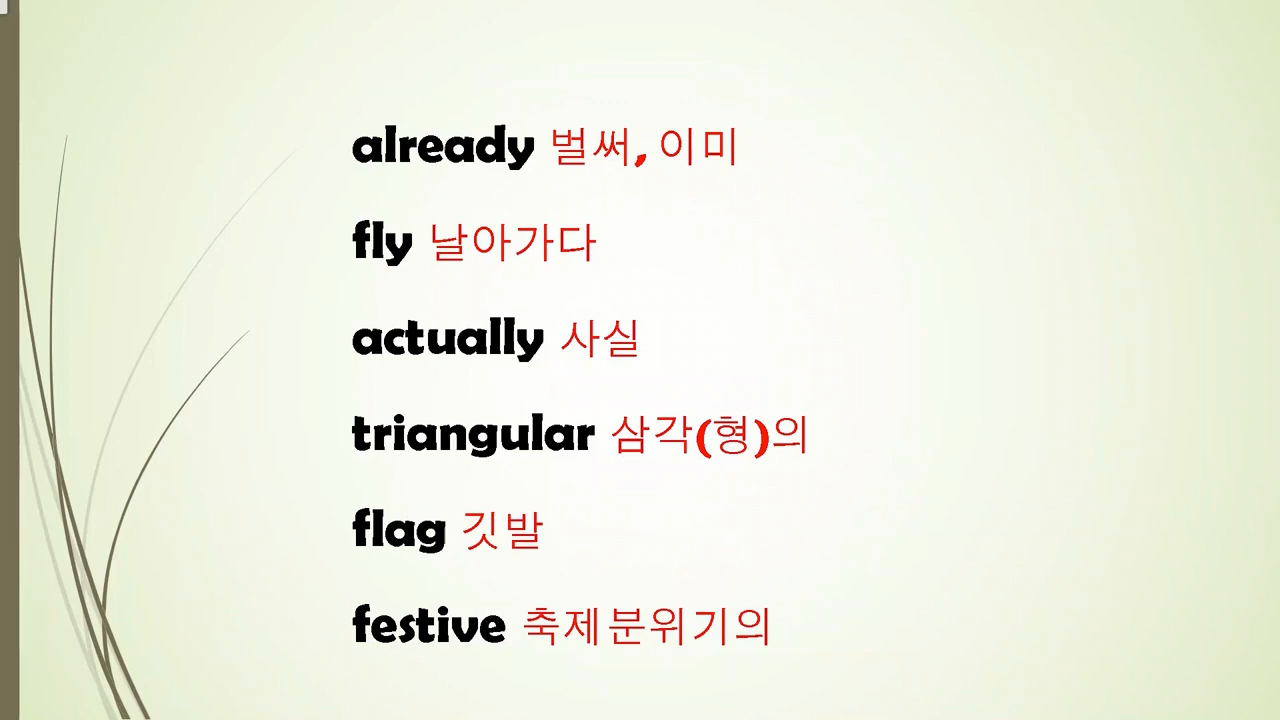 already 벌써, 이미
fly 날아가다
actually 사실
triangular 삼각(형)의
flag 깃발
festive 축제분위기의